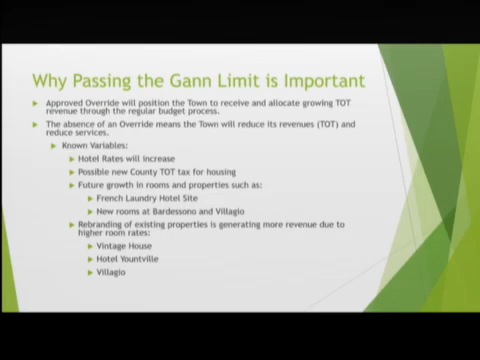 Why Passing the Gann Limit is Important
Approved Override will position the Town to receive and allocate growing TOT
revenue through the regular budget process.
The absence of an Override means the Town will reduce its revenues (TOT) and
reduce services.
Known Variables:
Hotel Rates will increase
Possible new County TOT tax for housing
Future growth in rooms and properties such as:
French Laundry Hotel Site
New rooms at Bardessono and Villagio
Rebranding of existing properties is generating more revenue due to
higher room rates:
Vintage House
Hotel Yountville
Villagio